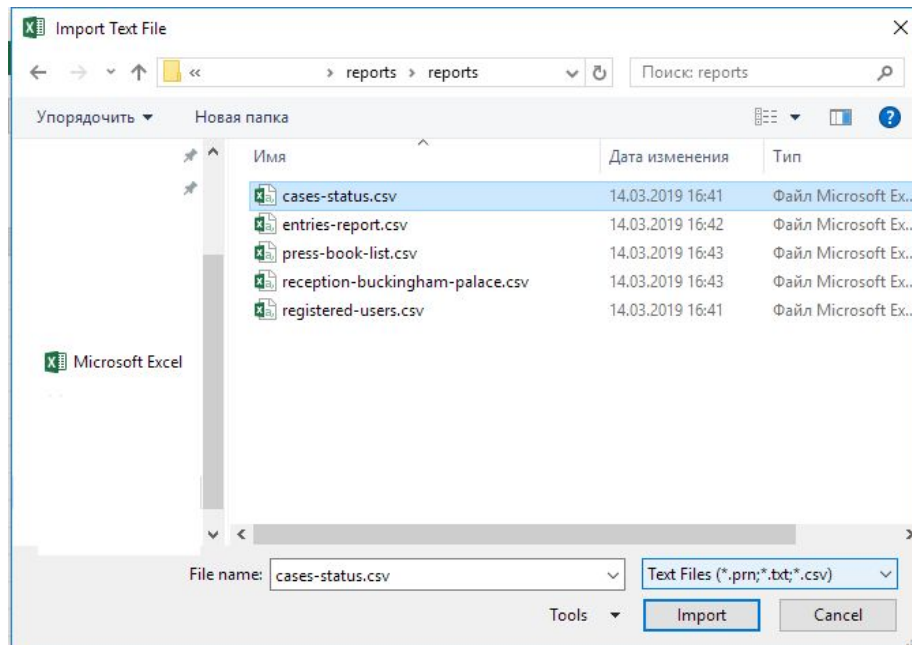 Import Text File
« > reports > reports Поиск: reports
Упорядочить Новая папка
Имя Дата изменения Тип
cases-status.csv 14.03.2019 16:41 Файл Microsoft Ex...
entries-report.csv 14.03.2019 16:42 Файл Microsoft Ex...
press-book-list.csv 14.03.2019 16:43 Файл Microsoft Ex...
reception-buckingham-palace.csv 14.03.2019 16:43 Файл Microsoft Ex...
registered-users.csv 14.03.2019 16:41 Файл Microsoft Ex...
Microsoft Excel
File name: cases-status.csv Text Files (*.prn;*.txt;*.csv)
Tools Import Cancel